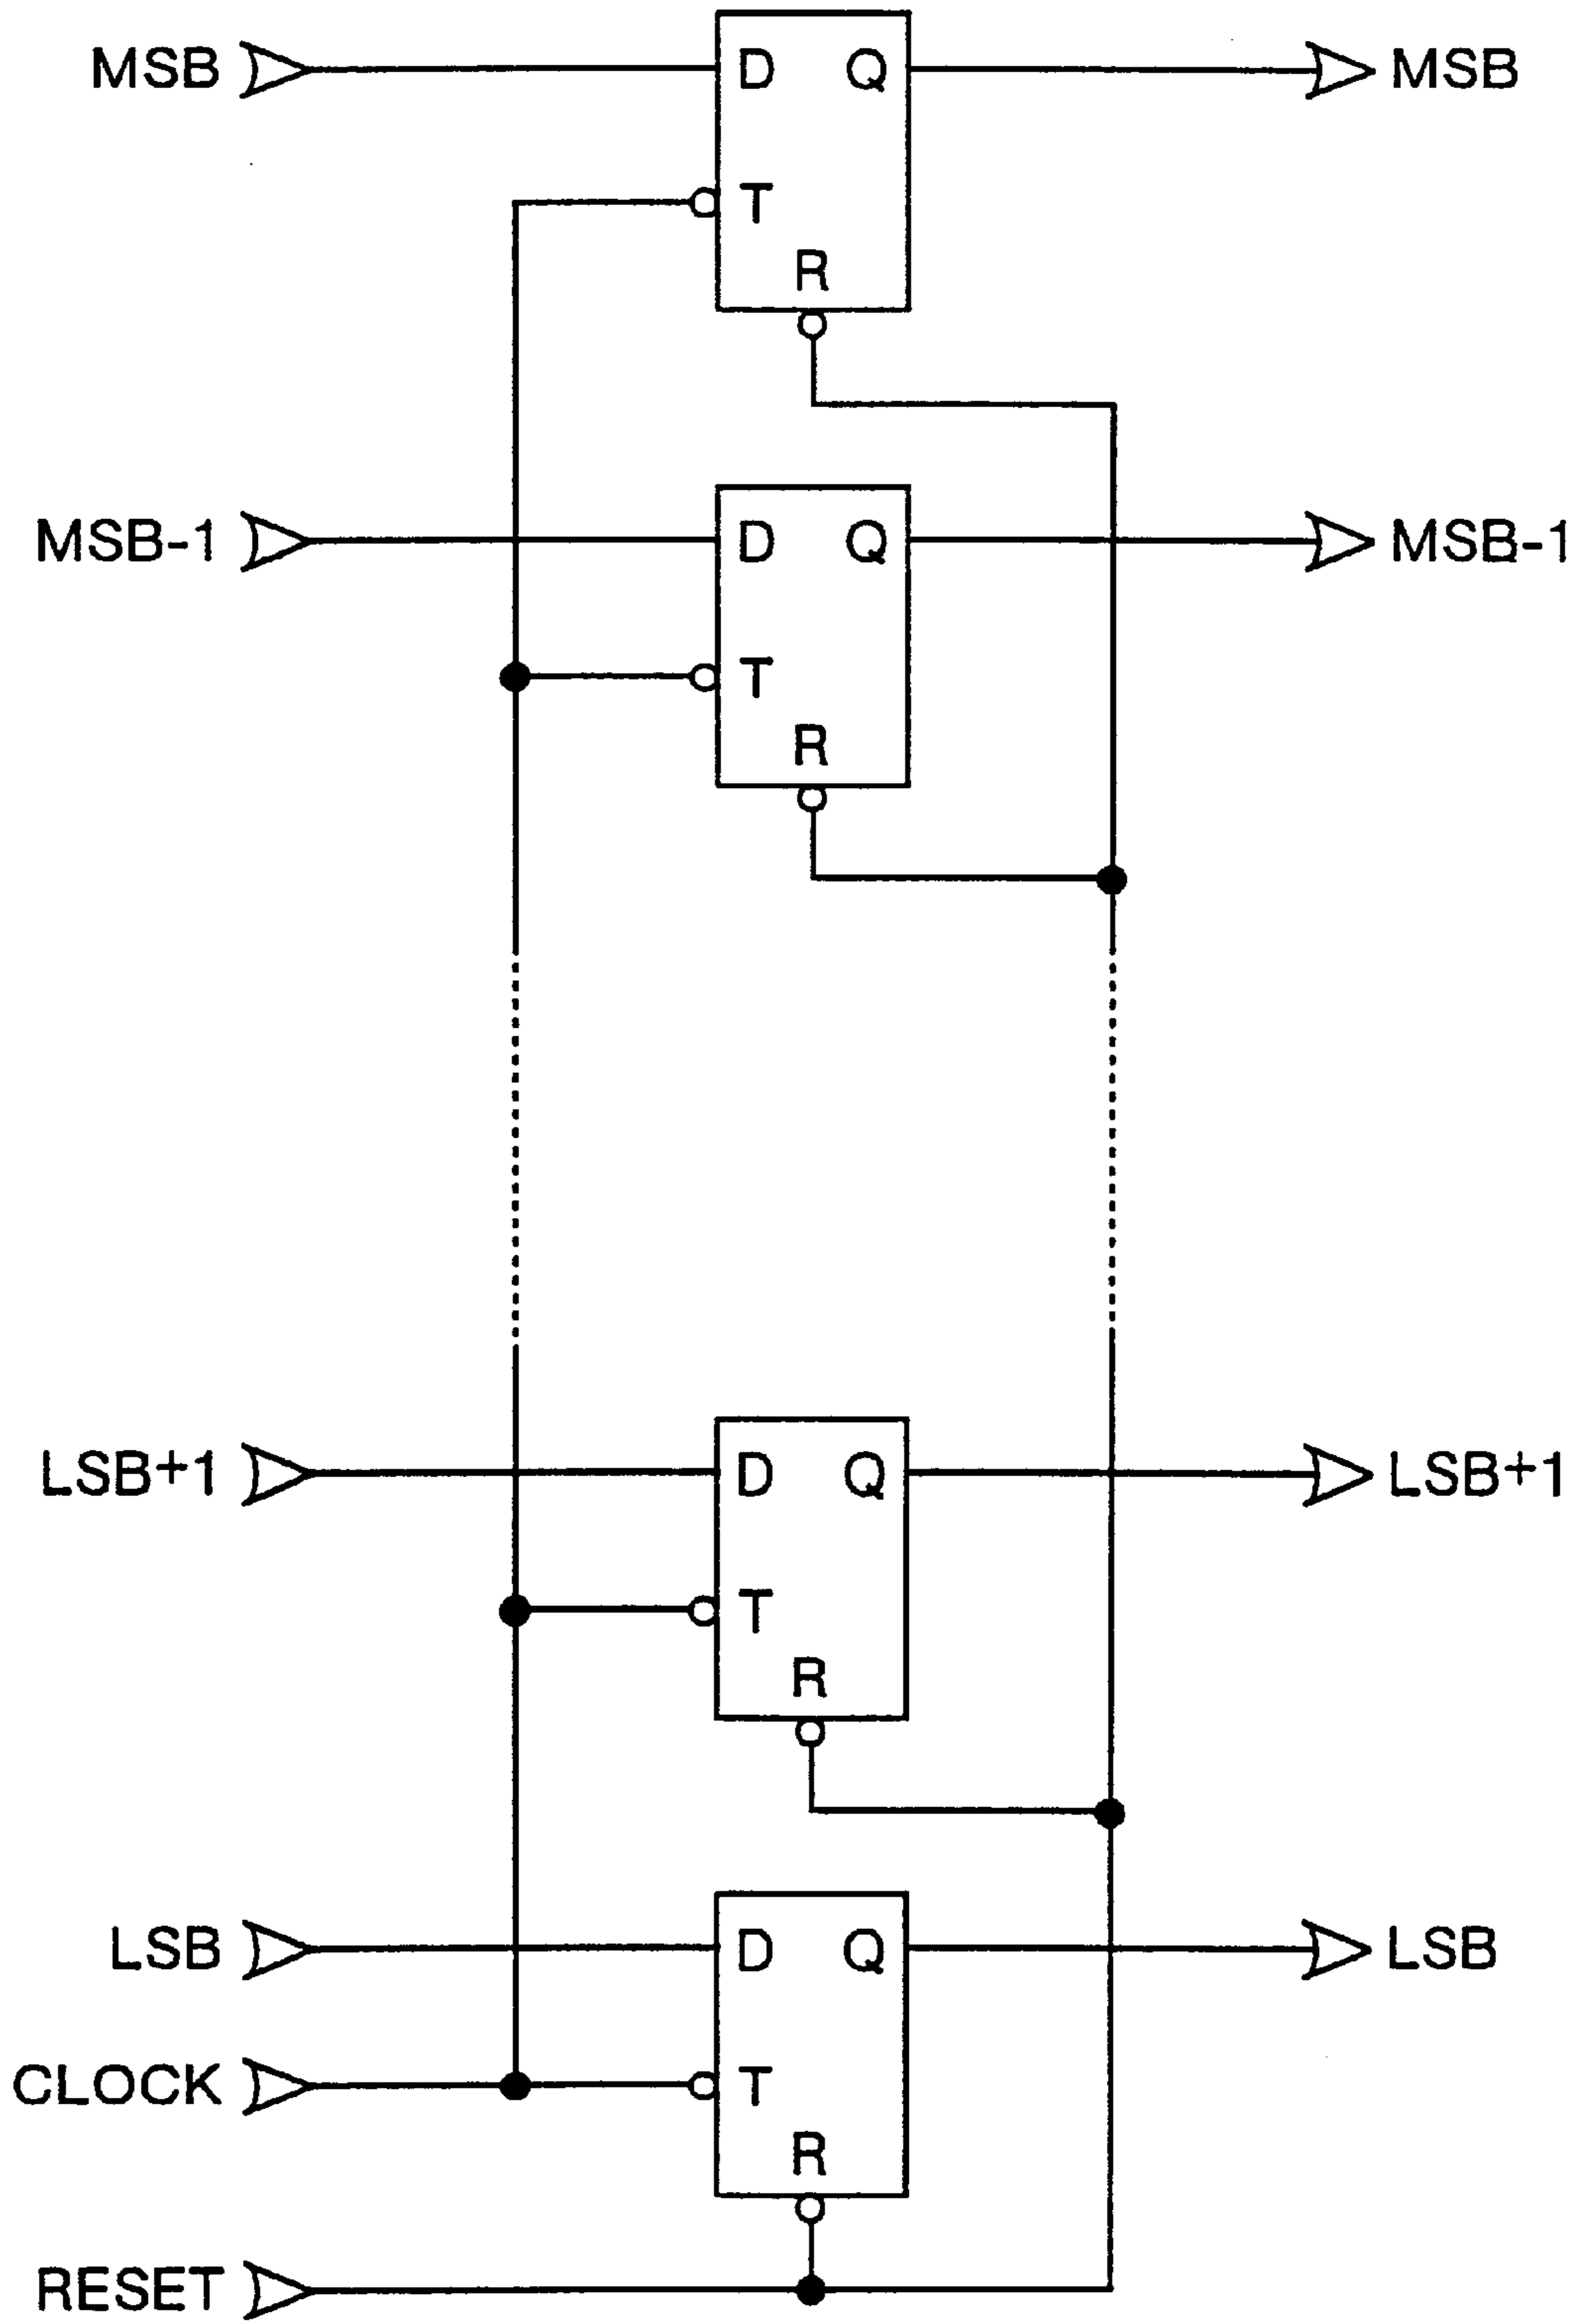 MSB D Q MSB
T
R
MSB-1 D Q MSB-1
T
R
LSB+1 D Q LSB+1
T
R
LSB D Q LSB
CLOCK T
R
RESET